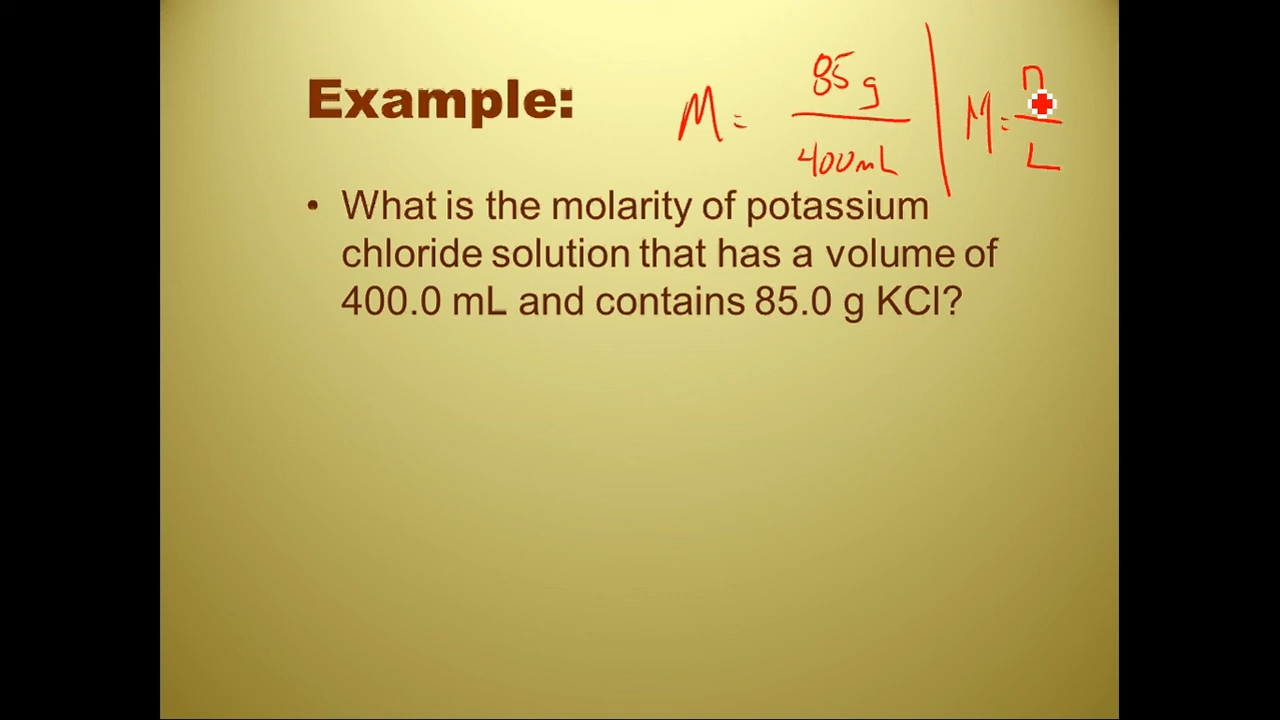 Example:
M = 85 g / 400 mL | M = n / L
• What is the molarity of potassium
chloride solution that has a volume of
400.0 mL and contains 85.0 g KCl?